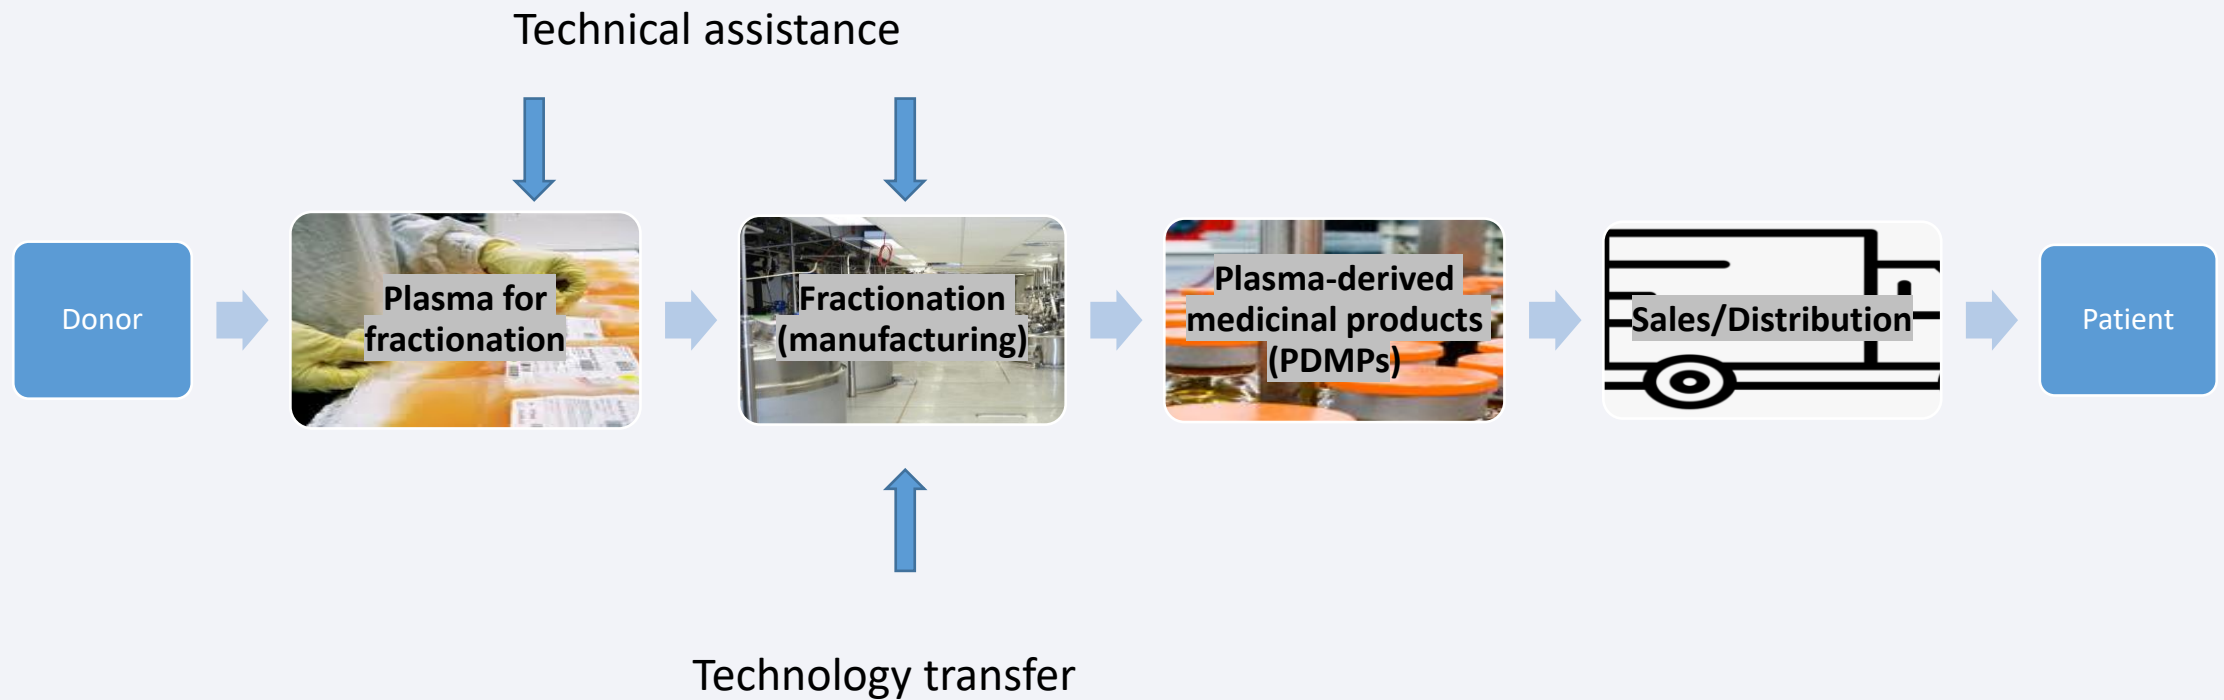 Technical assistance
Donor
Plasma for
fractionation
Fractionation
(manufacturing)
Plasma-derived
medicinal products
(PDMPs)
Sales/Distribution
Patient
Technology transfer